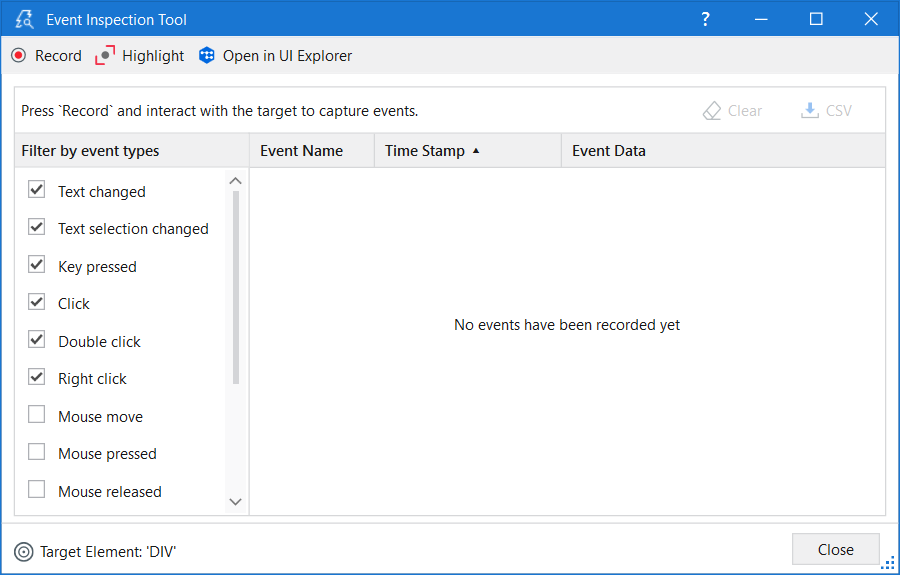 Event Inspection Tool ?
Record Highlight Open in UI Explorer
Press `Record` and interact with the target to capture events. Clear CSV
Filter by event types Event Name Time Stamp Event Data
Text changed
Text selection changed
Key pressed
Click
Double click
Right click
Mouse move
Mouse pressed
Mouse released
No events have been recorded yet
Target Element: 'DIV' Close